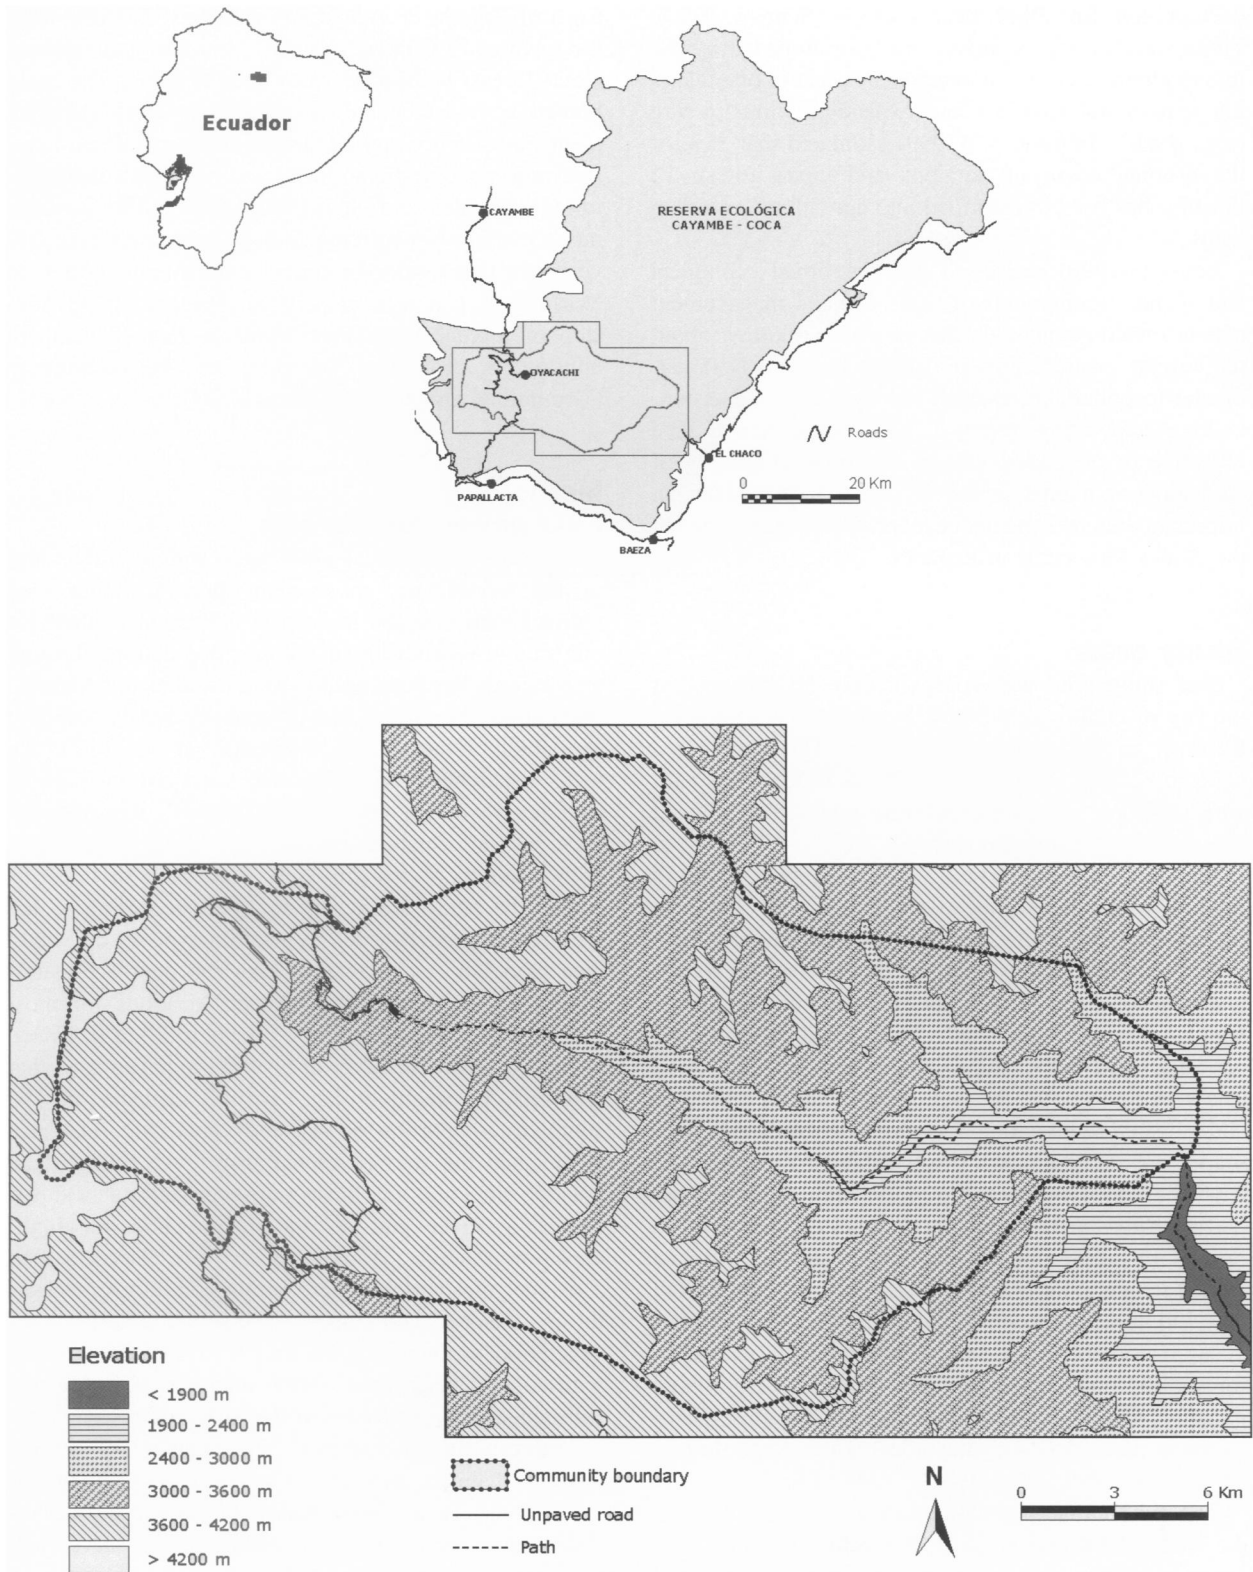 Ecuador
CAYAMBE
RESERVA ECOLÓGICA
CAYAMBE - COCA
OYACACHI
Roads
EL CHACO
0 20 Km
PAPALLACTA
BAEZA
Elevation
< 1900 m
1900 - 2400 m
2400 - 3000 m
3000 - 3600 m
3600 - 4200 m
> 4200 m
Community boundary
Unpaved road
Path
N
0 3 6 Km